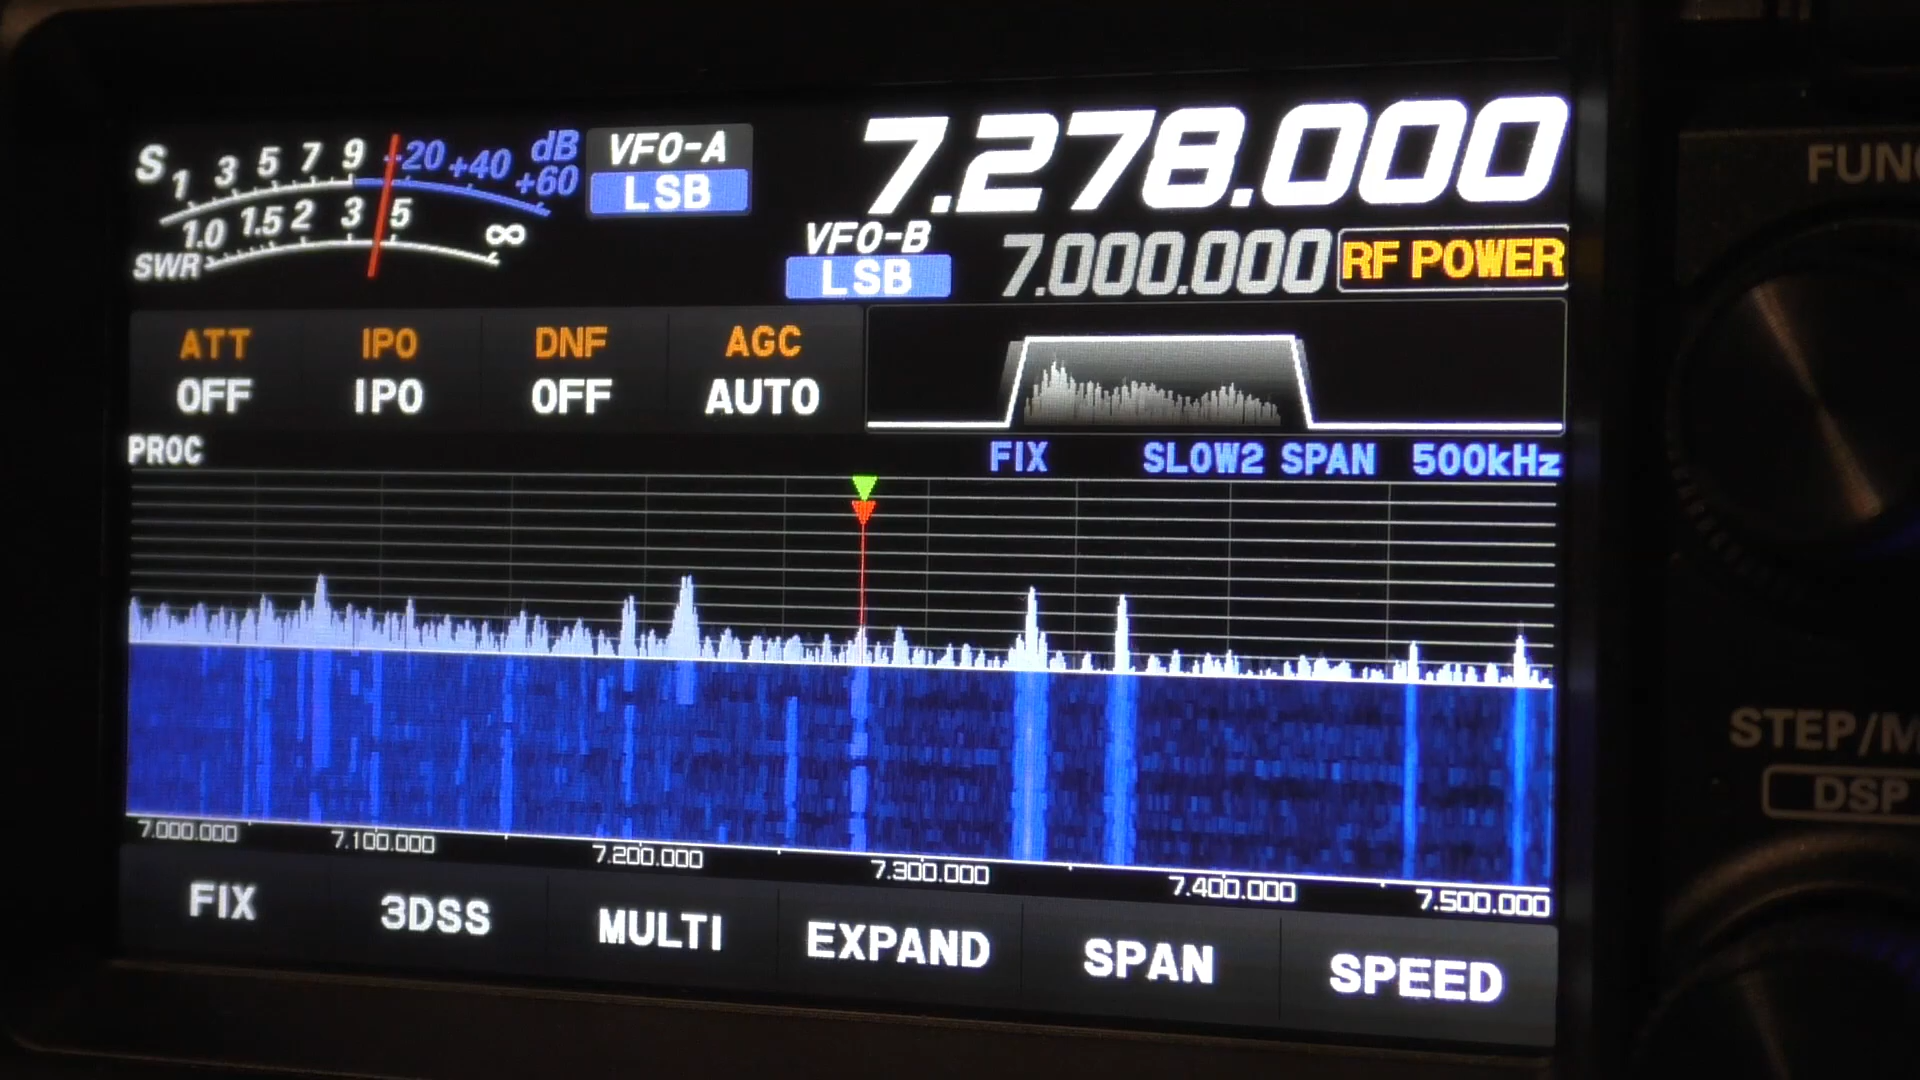 S 1 3 5 7 9 +20 +40 +60 dB
VFO-A
LSB
7.278.000
1.0 1.5 2 3 5 ∞
SWR
VFO-B
LSB
7.000.000
RF POWER
ATT IPO DNF AGC
OFF IPO OFF AUTO
PROC
FIX SLOW2 SPAN 500kHz
7.000.000 7.100.000 7.200.000 7.300.000 7.400.000 7.500.000
FIX 3DSS MULTI EXPAND SPAN SPEED
FUNC
STEP/M
DSP